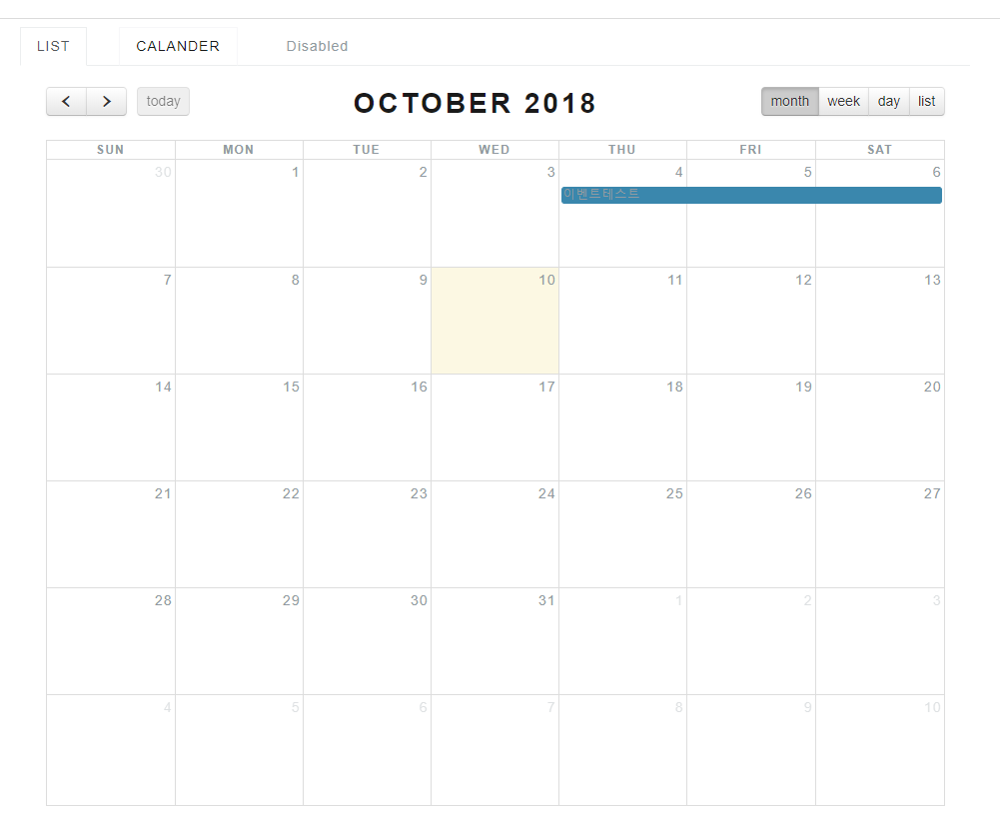 LIST CALANDER Disabled
today OCTOBER 2018 month week day list
SUN MON TUE WED THU FRI SAT
30 1 2 3 4 5 6
이벤트테스트
7 8 9 10 11 12 13
14 15 16 17 18 19 20
21 22 23 24 25 26 27
28 29 30 31 1 2 3
4 5 6 7 8 9 10